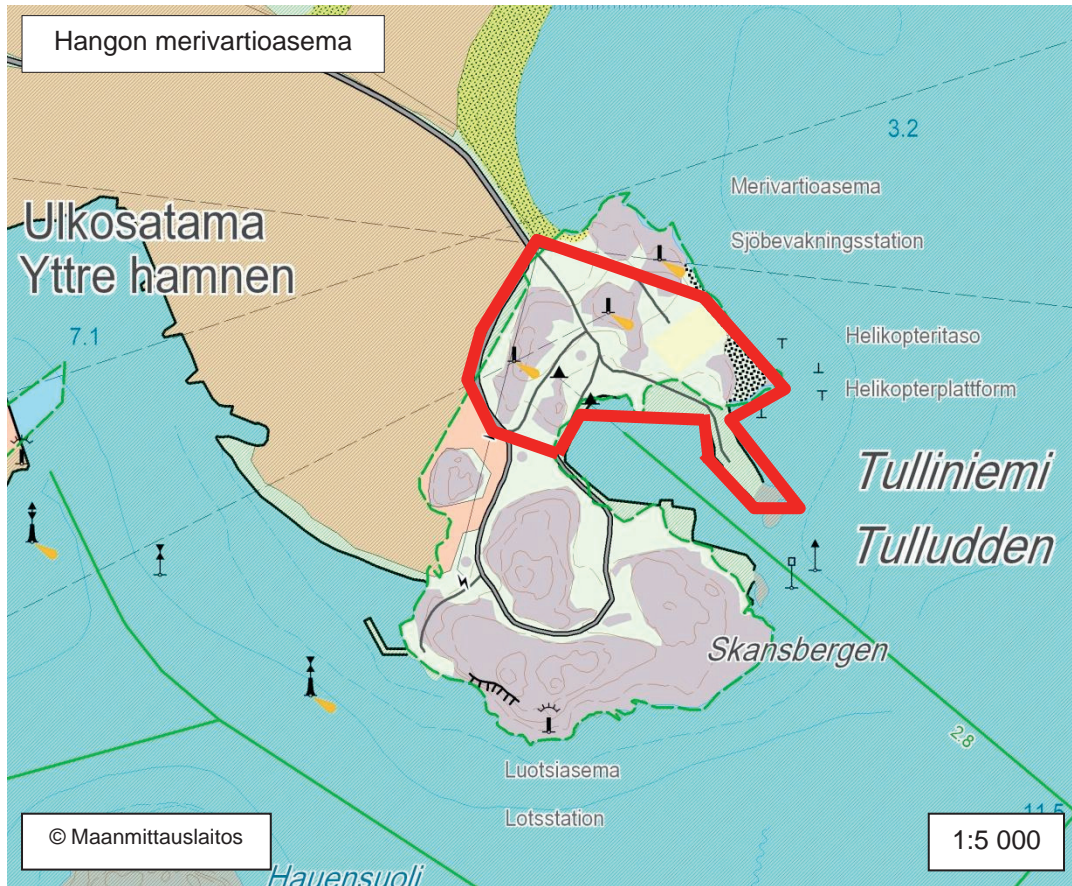 Hangon merivartioasema
3.2
Merivartioasema
Sjöbevakningsstation
Ulkosatama
Yttre hamnen
7.1
Helikopteritaso
Helikopterplattform
Tulliniemi
Tulludden
Skansbergen
2.8
Luotsiasema
Lotsstation
11.5
© Maanmittauslaitos
1:5 000
Hauensuoli